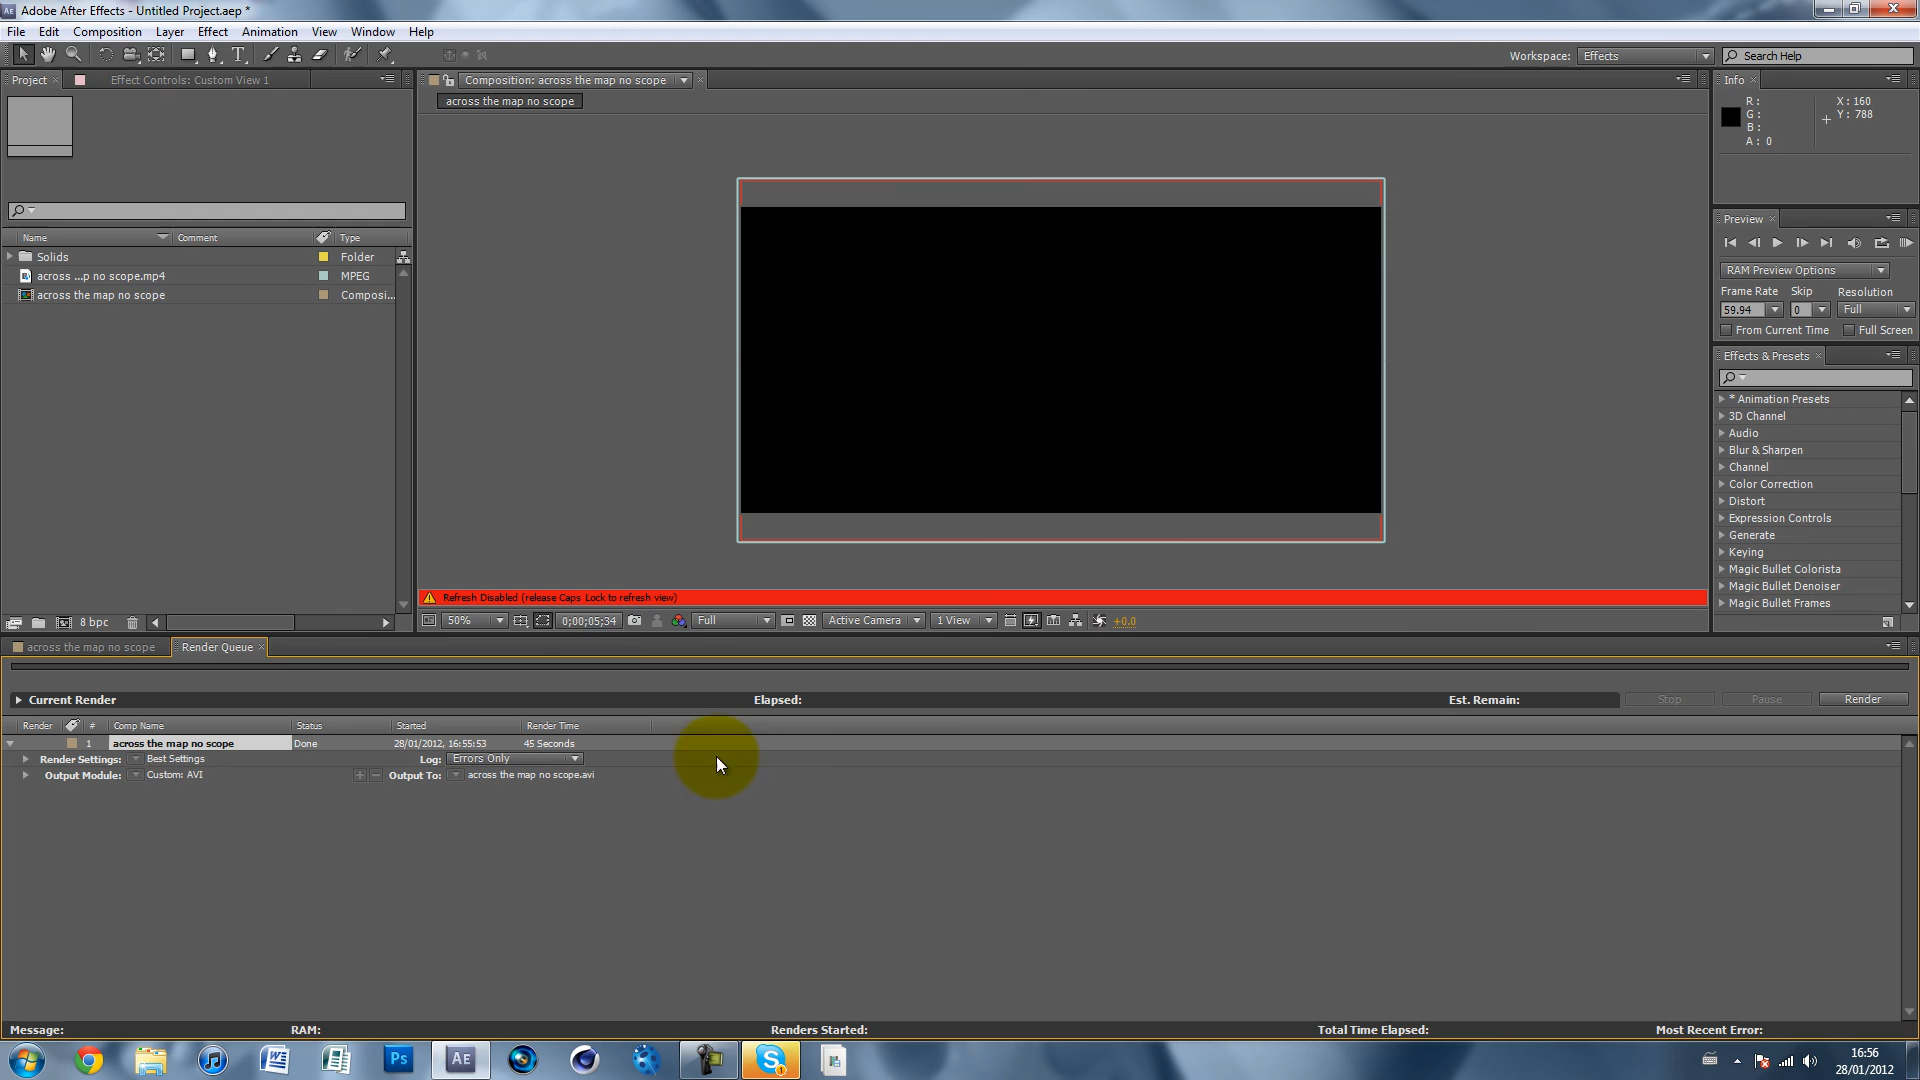 Adobe After Effects - Untitled Project.aep *
File Edit Composition Layer Effect Animation View Window Help
Workspace: Effects Search Help
Project Effect Controls: Custom View 1
Composition: across the map no scope
across the map no scope
Info
R: X: 160
G: Y: 788
B:
A: 0
Preview
RAM Preview Options
Frame Rate Skip Resolution
59.94 0 Full
From Current Time Full Screen
Name Comment Type
Solids Folder
across ...p no scope.mp4 MPEG
across the map no scope Composi...
Effects & Presets
* Animation Presets
3D Channel
Audio
Blur & Sharpen
Channel
Color Correction
Distort
Expression Controls
Generate
Keying
Magic Bullet Colorista
Magic Bullet Denoiser
Magic Bullet Frames
Refresh Disabled (release Caps Lock to refresh view)
8 bpc
50% 0;00;05;34 Full Active Camera 1 View +0.0
across the map no scope Render Queue
Current Render Elapsed: Est. Remain: Stop Pause Render
Render # Comp Name Status Started Render Time
1 across the map no scope Done 28/01/2012, 16:55:53 45 Seconds
Render Settings: Best Settings Log: Errors Only
Output Module: Custom: AVI Output To: across the map no scope.avi
Message: RAM: Renders Started: Total Time Elapsed: Most Recent Error:
Ps AE
16:56
28/01/2012